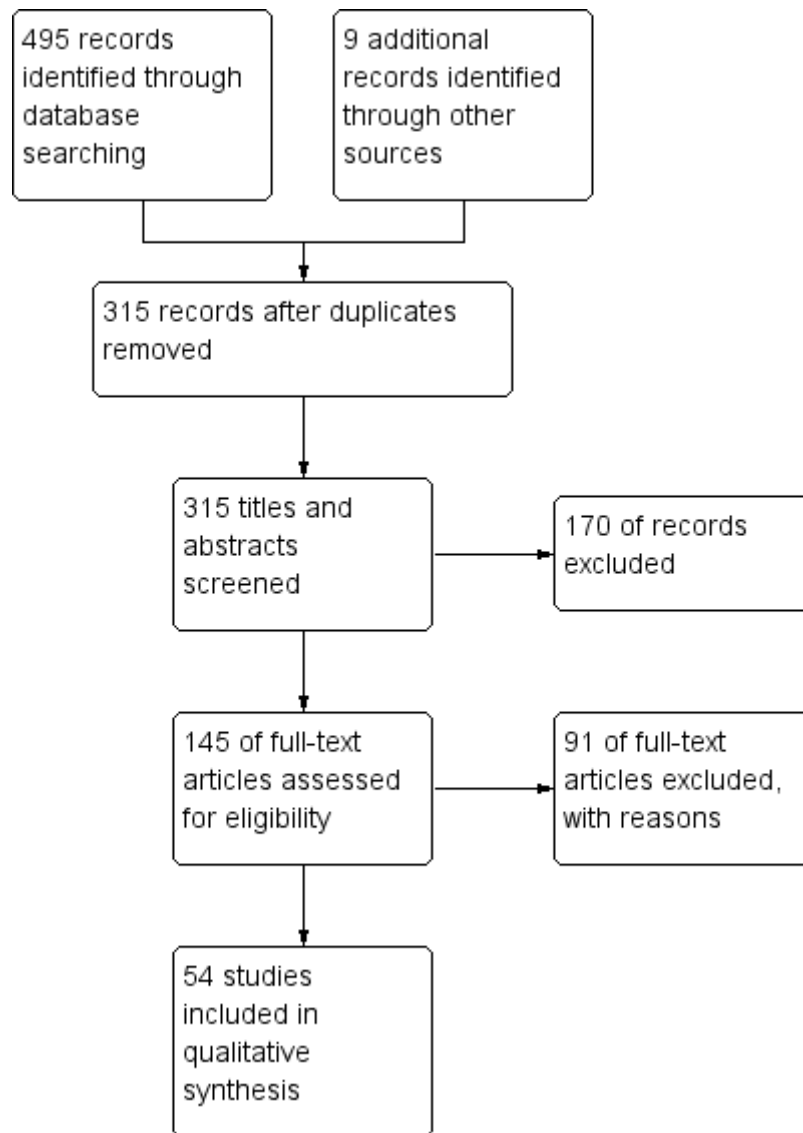 495 records
identified through
database
searching
9 additional
records identified
through other
sources
315 records after duplicates
removed
315 titles and
abstracts
screened
170 of records
excluded
145 of full-text
articles assessed
for eligibility
91 of full-text
articles excluded,
with reasons
54 studies
included in
qualitative
synthesis